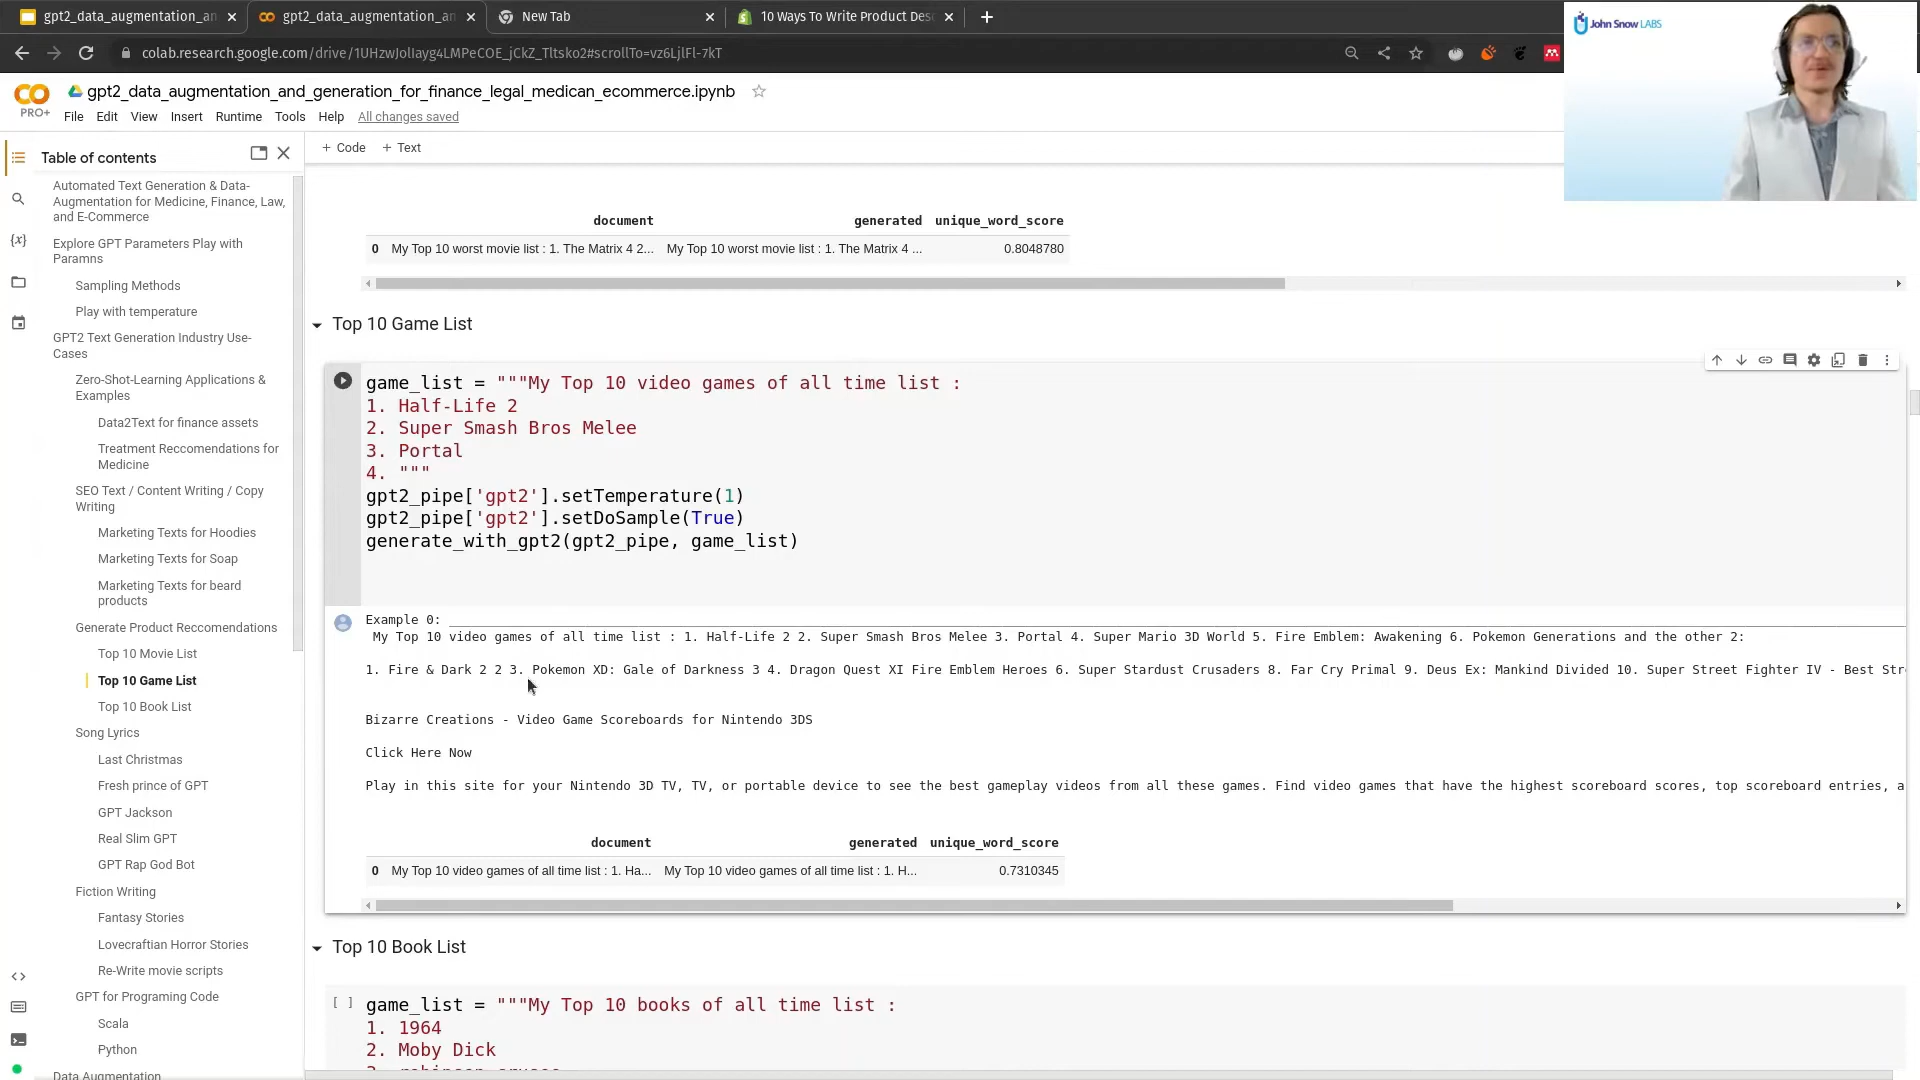 gpt2_data_augmentation_an
gpt2_data_augmentation_an
New Tab
10 Ways To Write Product Des
John Snow LABS
colab.research.google.com/drive/1UHzwJolIayg4LMPeCOE_jCkZ_Tltsko2#scrollTo=vz6LjlFl-7kT
gpt2_data_augmentation_and_generation_for_finance_legal_medican_ecommerce.ipynb
PRO+
File Edit View Insert Runtime Tools Help All changes saved
Table of contents
+ Code + Text
Automated Text Generation & Data-
Augmentation for Medicine, Finance, Law,
and E-Commerce
Explore GPT Parameters Play with
Paramns
Sampling Methods
Play with temperature
GPT2 Text Generation Industry Use-
Cases
Zero-Shot-Learning Applications &
Examples
Data2Text for finance assets
Treatment Reccomendations for
Medicine
SEO Text / Content Writing / Copy
Writing
Marketing Texts for Hoodies
Marketing Texts for Soap
Marketing Texts for beard
products
Generate Product Reccomendations
Top 10 Movie List
Top 10 Game List
Top 10 Book List
Song Lyrics
Last Christmas
Fresh prince of GPT
GPT Jackson
Real Slim GPT
GPT Rap God Bot
Fiction Writing
Fantasy Stories
Lovecraftian Horror Stories
Re-Write movie scripts
GPT for Programing Code
Scala
Python
Data Augmentation
document generated unique_word_score
0 My Top 10 worst movie list : 1. The Matrix 4 2... My Top 10 worst movie list : 1. The Matrix 4 ... 0.8048780
Top 10 Game List
game_list = """My Top 10 video games of all time list :
1. Half-Life 2
2. Super Smash Bros Melee
3. Portal
4. """
gpt2_pipe['gpt2'].setTemperature(1)
gpt2_pipe['gpt2'].setDoSample(True)
generate_with_gpt2(gpt2_pipe, game_list)
Example 0:
My Top 10 video games of all time list : 1. Half-Life 2 2. Super Smash Bros Melee 3. Portal 4. Super Mario 3D World 5. Fire Emblem: Awakening 6. Pokemon Generations and the other 2:
1. Fire & Dark 2 2 3. Pokemon XD: Gale of Darkness 3 4. Dragon Quest XI Fire Emblem Heroes 6. Super Stardust Crusaders 8. Far Cry Primal 9. Deus Ex: Mankind Divided 10. Super Street Fighter IV - Best Str
Bizarre Creations - Video Game Scoreboards for Nintendo 3DS
Click Here Now
Play in this site for your Nintendo 3D TV, TV, or portable device to see the best gameplay videos from all these games. Find video games that have the highest scoreboard scores, top scoreboard entries, a
document generated unique_word_score
0 My Top 10 video games of all time list : 1. Ha... My Top 10 video games of all time list : 1. H... 0.7310345
Top 10 Book List
[ ] game_list = """My Top 10 books of all time list :
1. 1964
2. Moby Dick